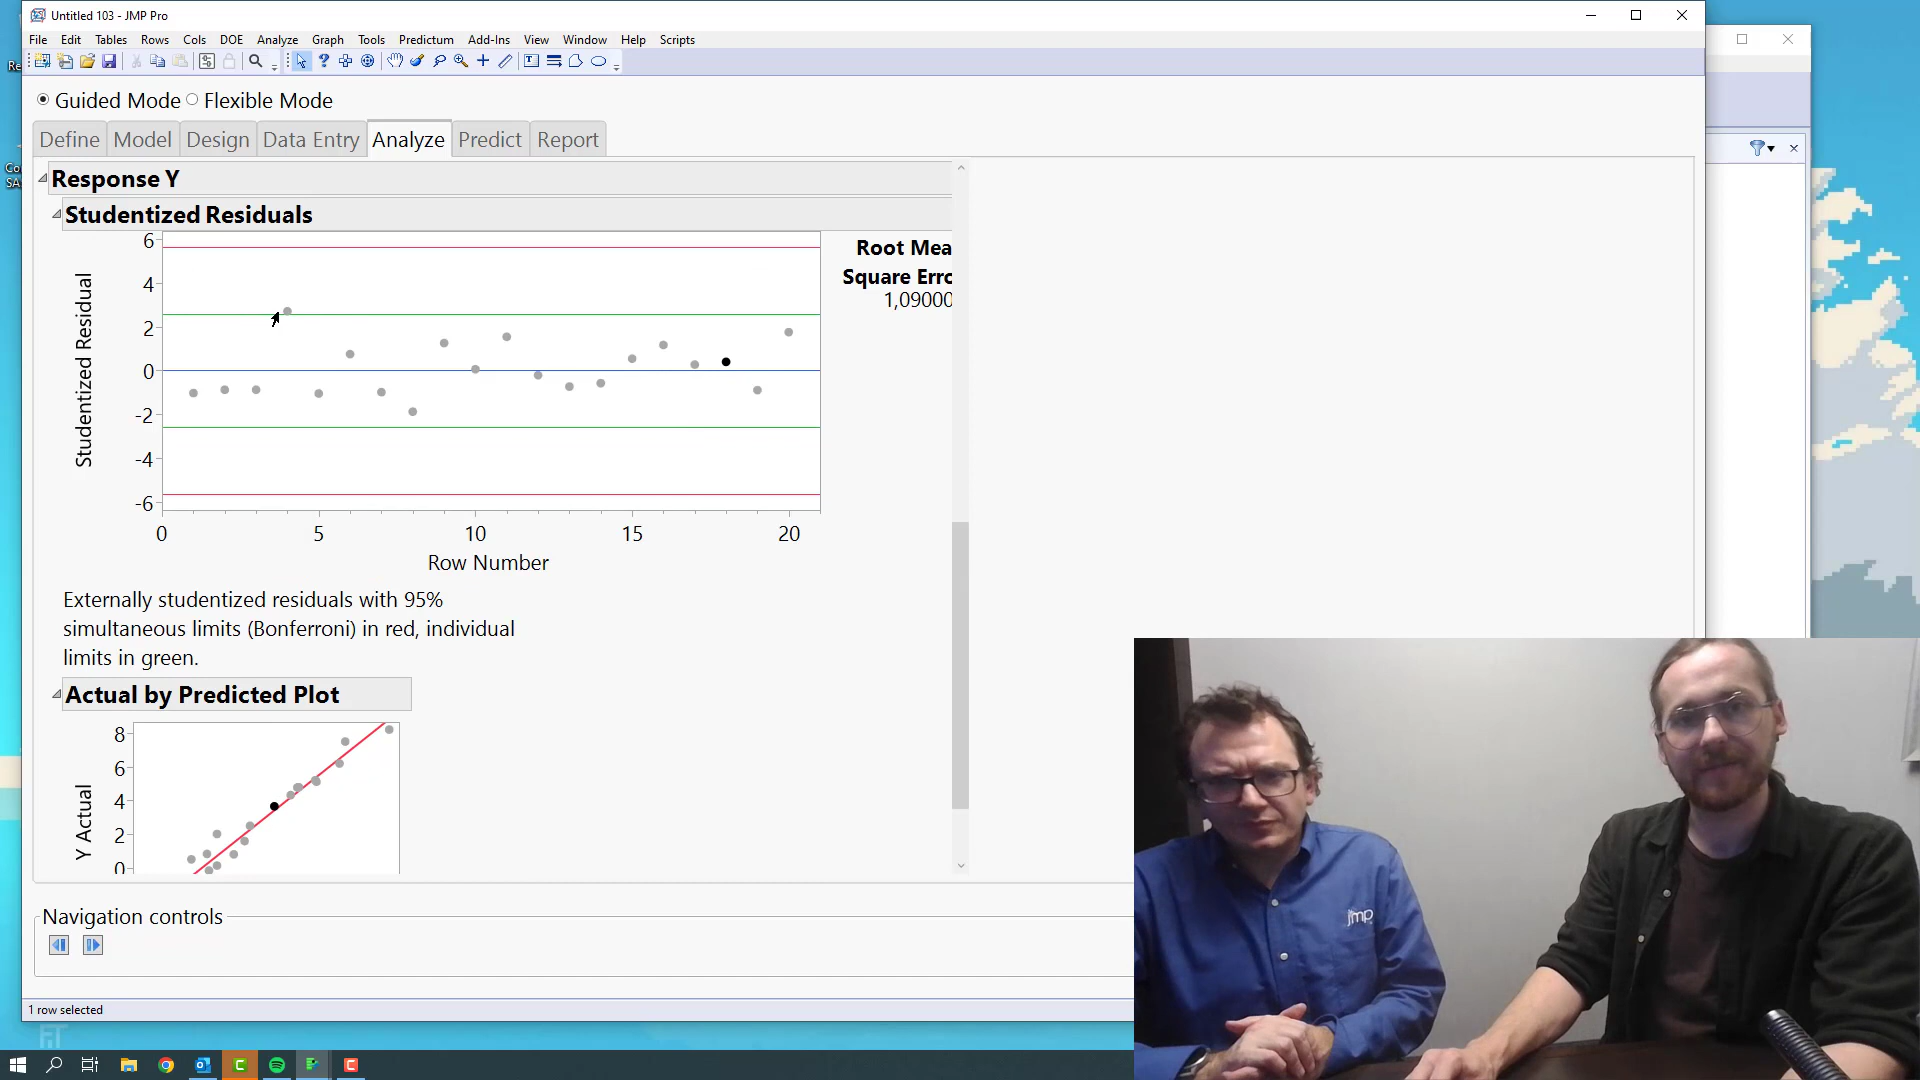 Untitled 103 - JMP Pro
File Edit Tables Rows Cols DOE Analyze Graph Tools Predictum Add-Ins View Window Help Scripts
Guided Mode Flexible Mode
Define Model Design Data Entry Analyze Predict Report
Response Y
Studentized Residuals
Studentized Residual
6
4
2
0
-2
-4
-6
0 5 10 15 20
Row Number
Root Mea
Square Erro
1,09000
Externally studentized residuals with 95%
simultaneous limits (Bonferroni) in red, individual
limits in green.
Actual by Predicted Plot
Y Actual
8
6
4
2
0
Navigation controls
1 row selected
Re
Co
SA
jmp